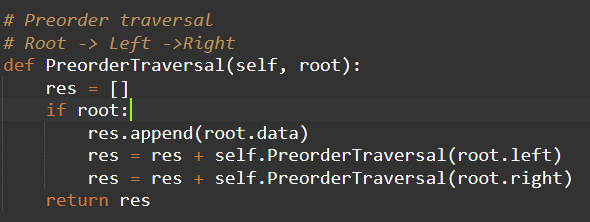 # Preorder traversal
# Root -> Left ->Right
def PreorderTraversal(self, root):
    res = []
    if root:
        res.append(root.data)
        res = res + self.PreorderTraversal(root.left)
        res = res + self.PreorderTraversal(root.right)
    return res